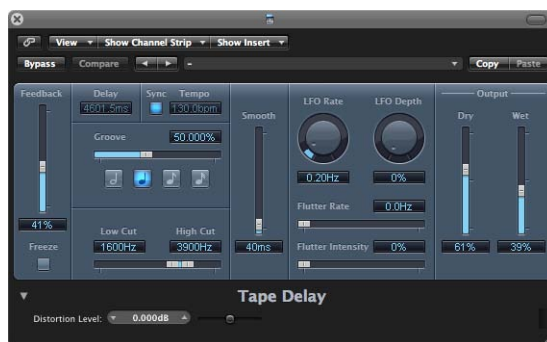 View Show Channel Strip Show Insert
Bypass Compare - Copy Paste
Feedback Delay Sync Tempo Smooth LFO Rate LFO Depth Output
4601.5ms 130.0bpm Dry Wet
Groove 50.000%
0.20Hz 0%
Flutter Rate 0.0Hz
41% Low Cut High Cut
Freeze 1600Hz 3900Hz 40ms Flutter Intensity 0% 61% 39%
Tape Delay
Distortion Level: 0.000dB